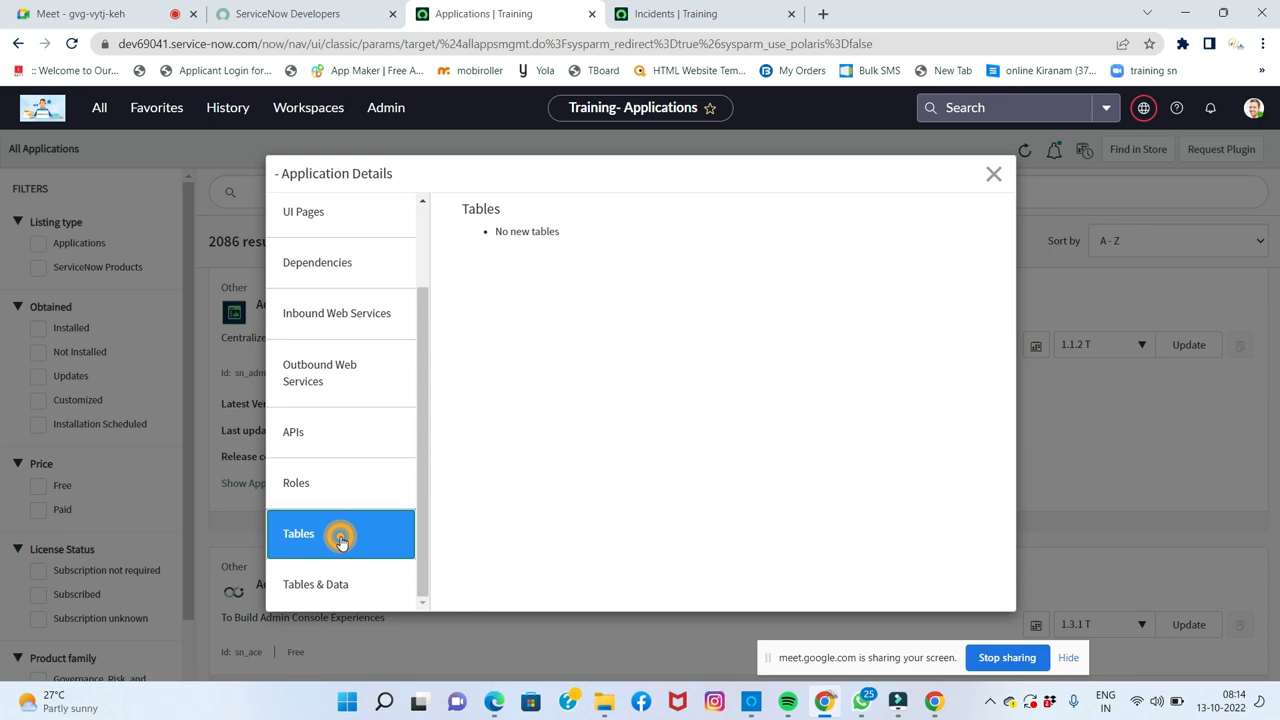 Meet - gvg-vytj-keh
ServiceNow Developers
Applications | Training
Incidents | Training
dev69041.service-now.com/now/nav/ui/classic/params/target/%24allappsmgmt.do%3Fsysparm_redirect%3Dtrue%26sysparm_use_polaris%3Dfalse
:: Welcome to Our...
Applicant Login for...
App Maker | Free A...
mobiroller
Yola
TBoard
HTML Website Tem...
My Orders
Bulk SMS
New Tab
online Kiranam (37...
training sn
»
All
Favorites
History
Workspaces
Admin
Training- Applications
Search
All Applications
Find in Store
Request Plugin
FILTERS
Listing type
Applications
ServiceNow Products
Obtained
Installed
Not Installed
Updates
Customized
Installation Scheduled
Price
Free
Paid
License Status
Subscription not required
Subscribed
Subscription unknown
Product family
Governance, Risk, and
2086 resu
Sort by
A - Z
Other
Centralize
Id: sn_adm
Latest Ver
Last upda
Release c
Show App
1.1.2 T
Update
- Application Details
UI Pages
Dependencies
Inbound Web Services
Outbound Web
Services
APIs
Roles
Tables
Tables & Data
Tables
• No new tables
Other
To Build Admin Console Experiences
Id: sn_ace
Free
1.3.1 T
Update
meet.google.com is sharing your screen.
Stop sharing
Hide
27°C
Partly sunny
25
ENG
IN
08:14
13-10-2022